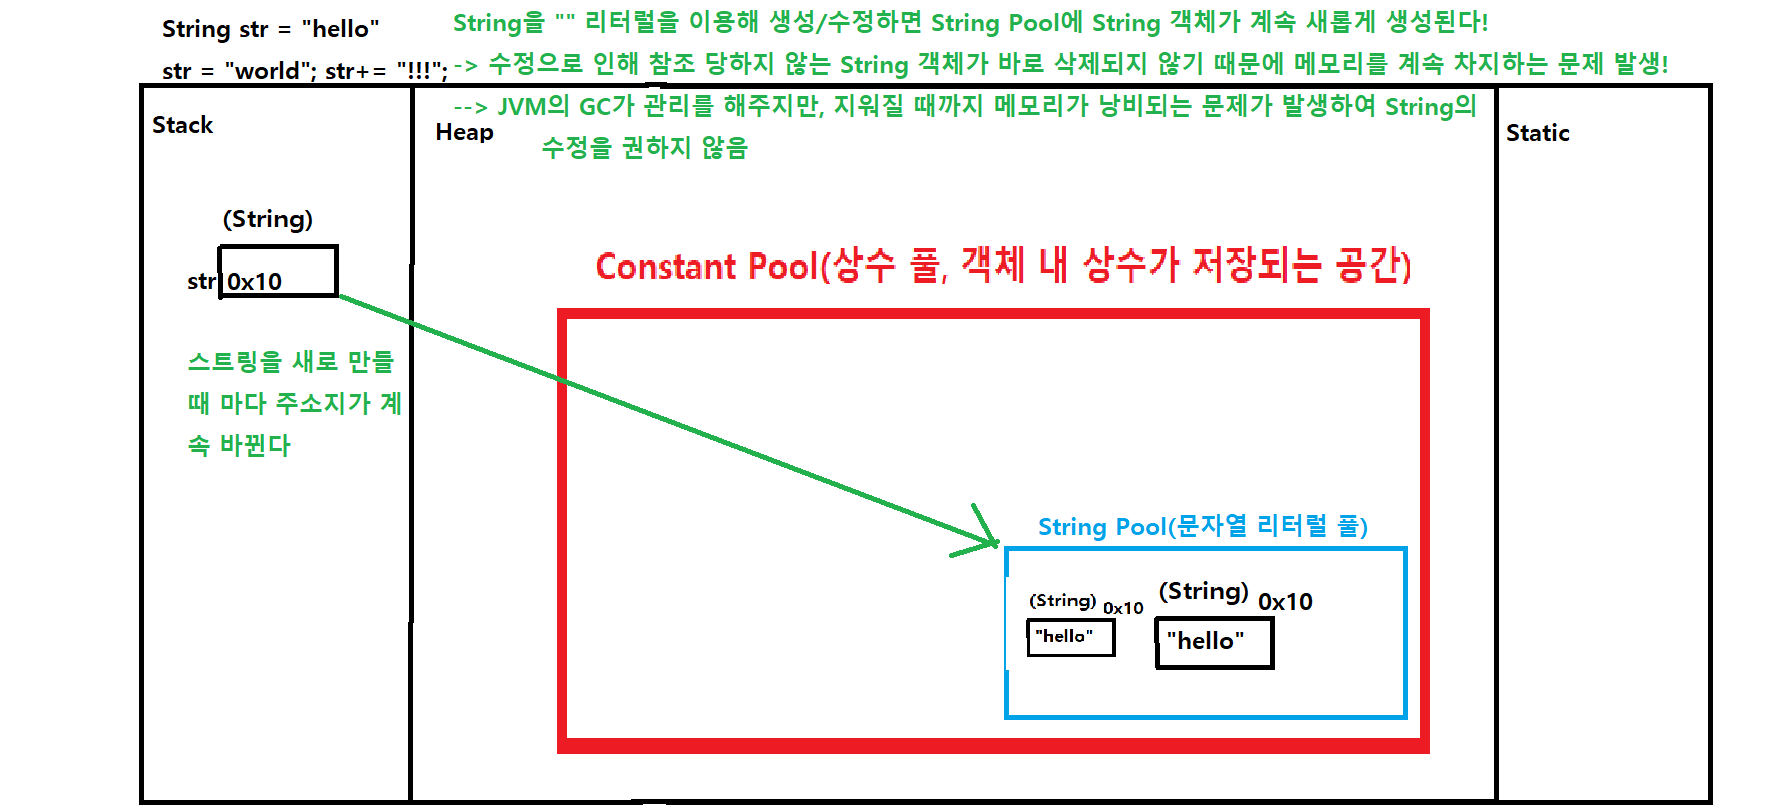 String str = "hello"
str = "world"; str+= "!!!";
String을 "" 리터럴을 이용해 생성/수정하면 String Pool에 String 객체가 계속 새롭게 생성된다!
-> 수정으로 인해 참조 당하지 않는 String 객체가 바로 삭제되지 않기 때문에 메모리를 계속 차지하는 문제 발생!
--> JVM의 GC가 관리를 해주지만, 지워질 때까지 메모리가 낭비되는 문제가 발생하여 String의
수정을 권하지 않음
Stack
Heap
Static
(String)
str 0x10
스트링을 새로 만들
때 마다 주소지가 계
속 바뀐다
Constant Pool(상수 풀, 객체 내 상수가 저장되는 공간)
String Pool(문자열 리터럴 풀)
(String) 0x10
"hello"
(String) 0x10
"hello"